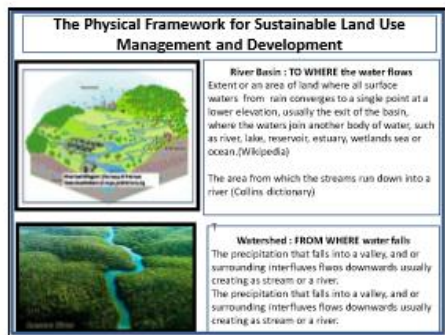 The Physical Framework for Sustainable Land Use
Management and Development
River Basin : TO WHERE the water flows
Extent or an area of land where all surface
waters from rain converges to a single point at a
lower elevation, usually the exit of the basin,
where the waters join another body of water, such
as river, lake, reservoir, estuary, wetlands sea or
ocean.(Wikipedia)
The area from which the streams run down into a
river (Collins dictionary)
T
Watershed : FROM WHERE water falls
The precipitation that falls into a valley, and or
surrounding interfluves flwos downwards usually
creating as stream or a river.
The precipitation that falls into a valley, and or
surrounding interfluves flows downwards usually
creating as stream or a river.